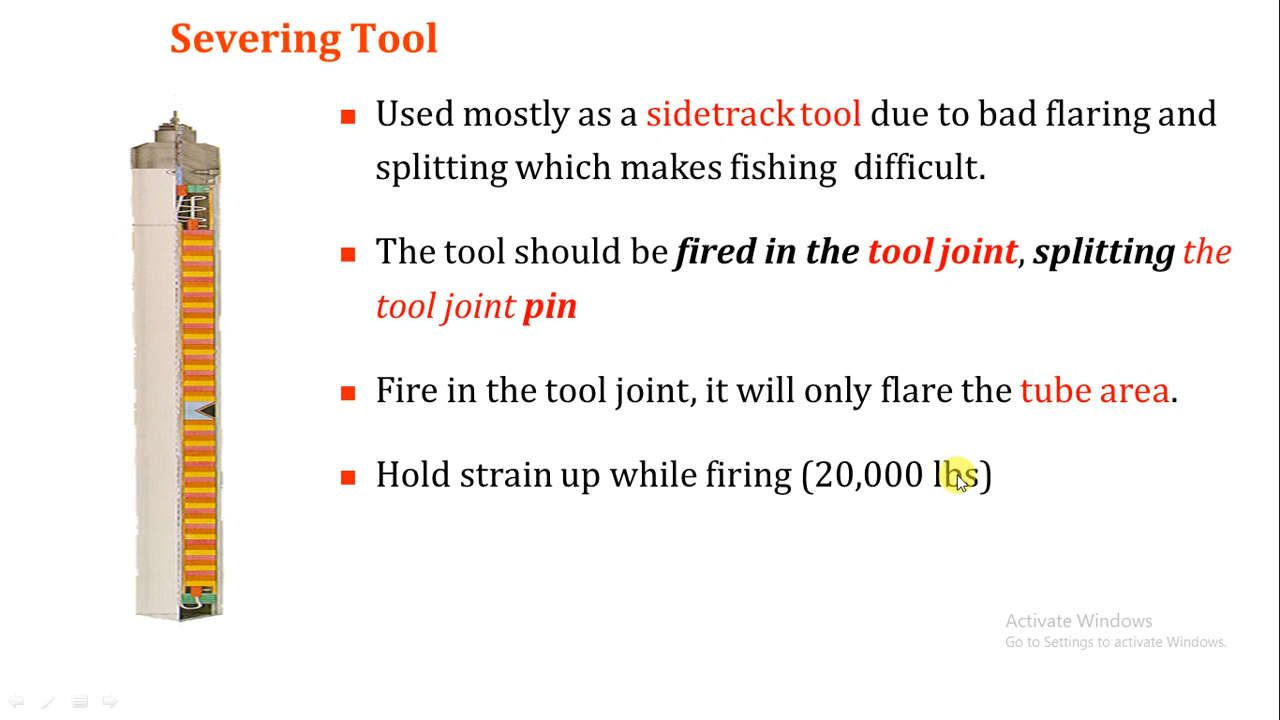 Severing Tool
Used mostly as a sidetrack tool due to bad flaring and
splitting which makes fishing difficult.
The tool should be fired in the tool joint, splitting the
tool joint pin
Fire in the tool joint, it will only flare the tube area.
Hold strain up while firing (20,000 lbs)
Activate Windows
Go to Settings to activate Windows.